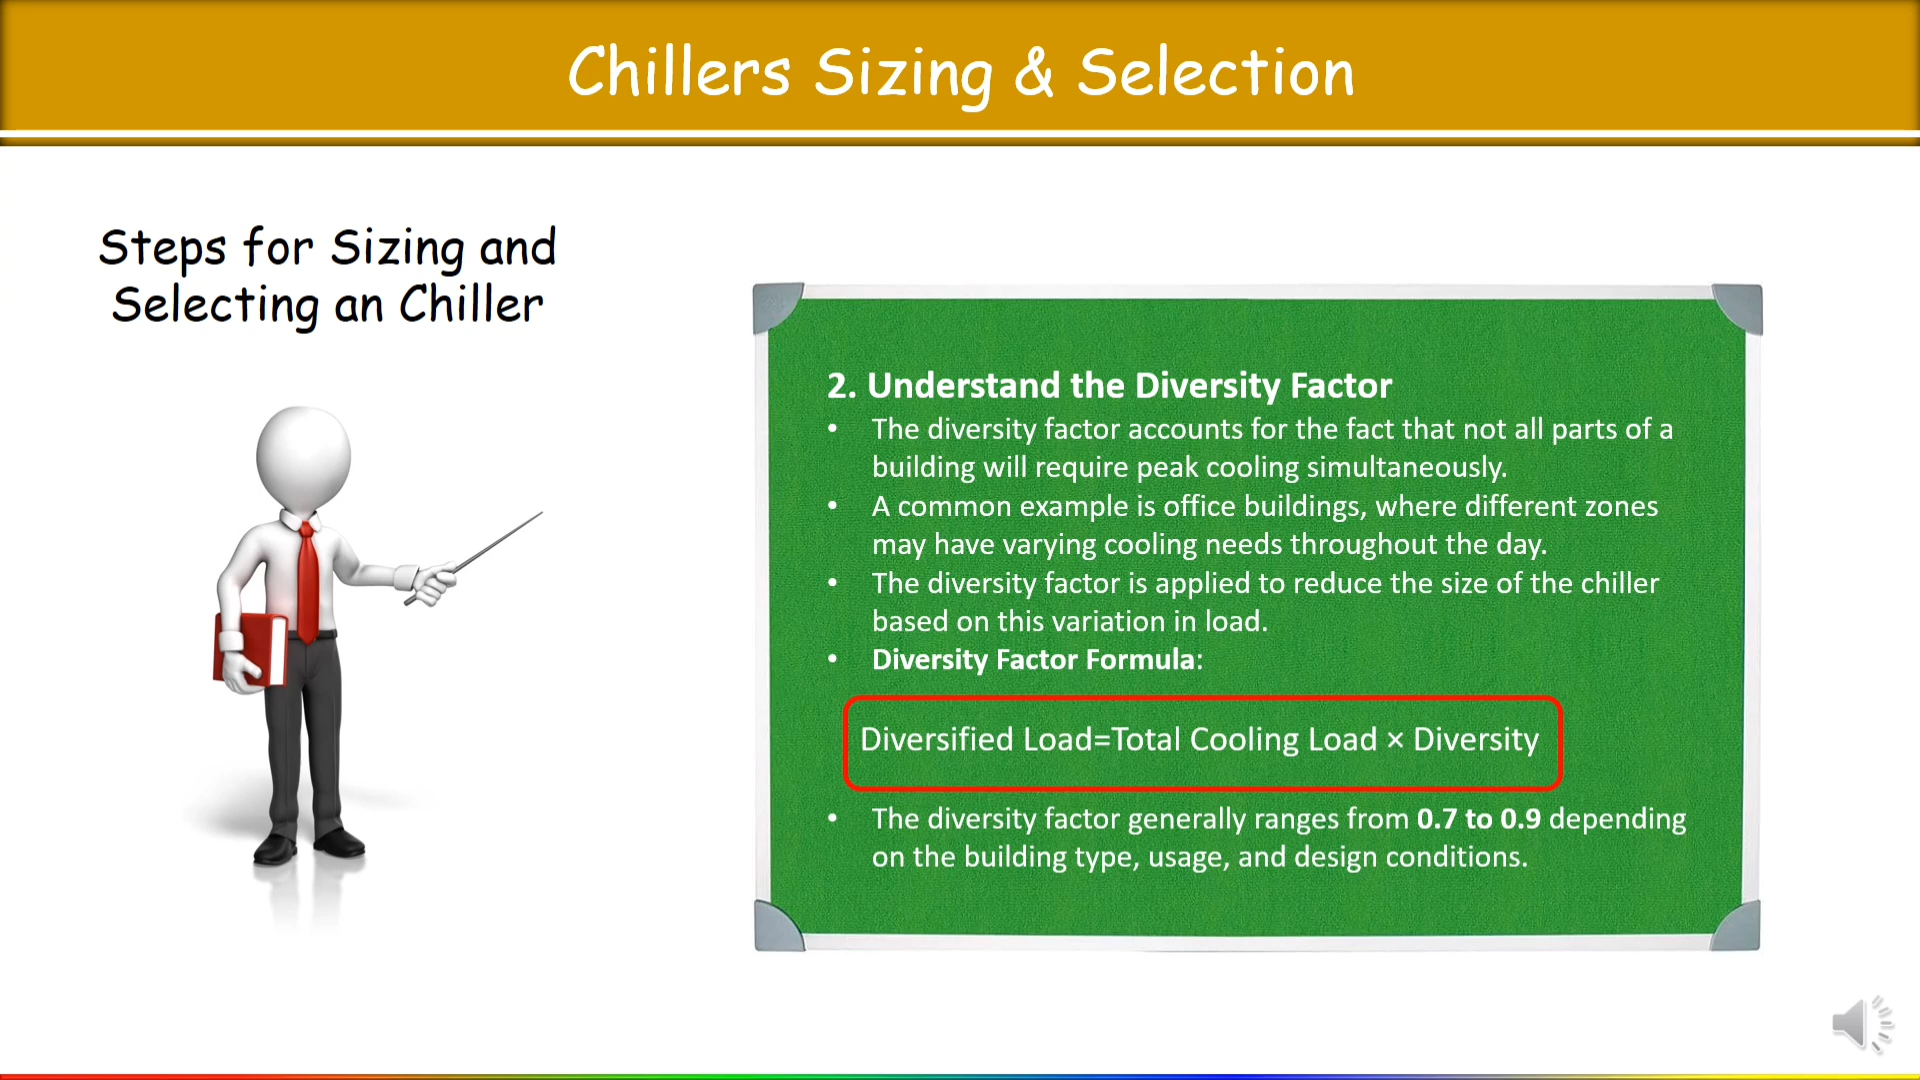 Chillers Sizing & Selection
Steps for Sizing and
Selecting an Chiller
2. Understand the Diversity Factor
• The diversity factor accounts for the fact that not all parts of a
building will require peak cooling simultaneously.
• A common example is office buildings, where different zones
may have varying cooling needs throughout the day.
• The diversity factor is applied to reduce the size of the chiller
based on this variation in load.
• Diversity Factor Formula:
Diversified Load=Total Cooling Load × Diversity
• The diversity factor generally ranges from 0.7 to 0.9 depending
on the building type, usage, and design conditions.